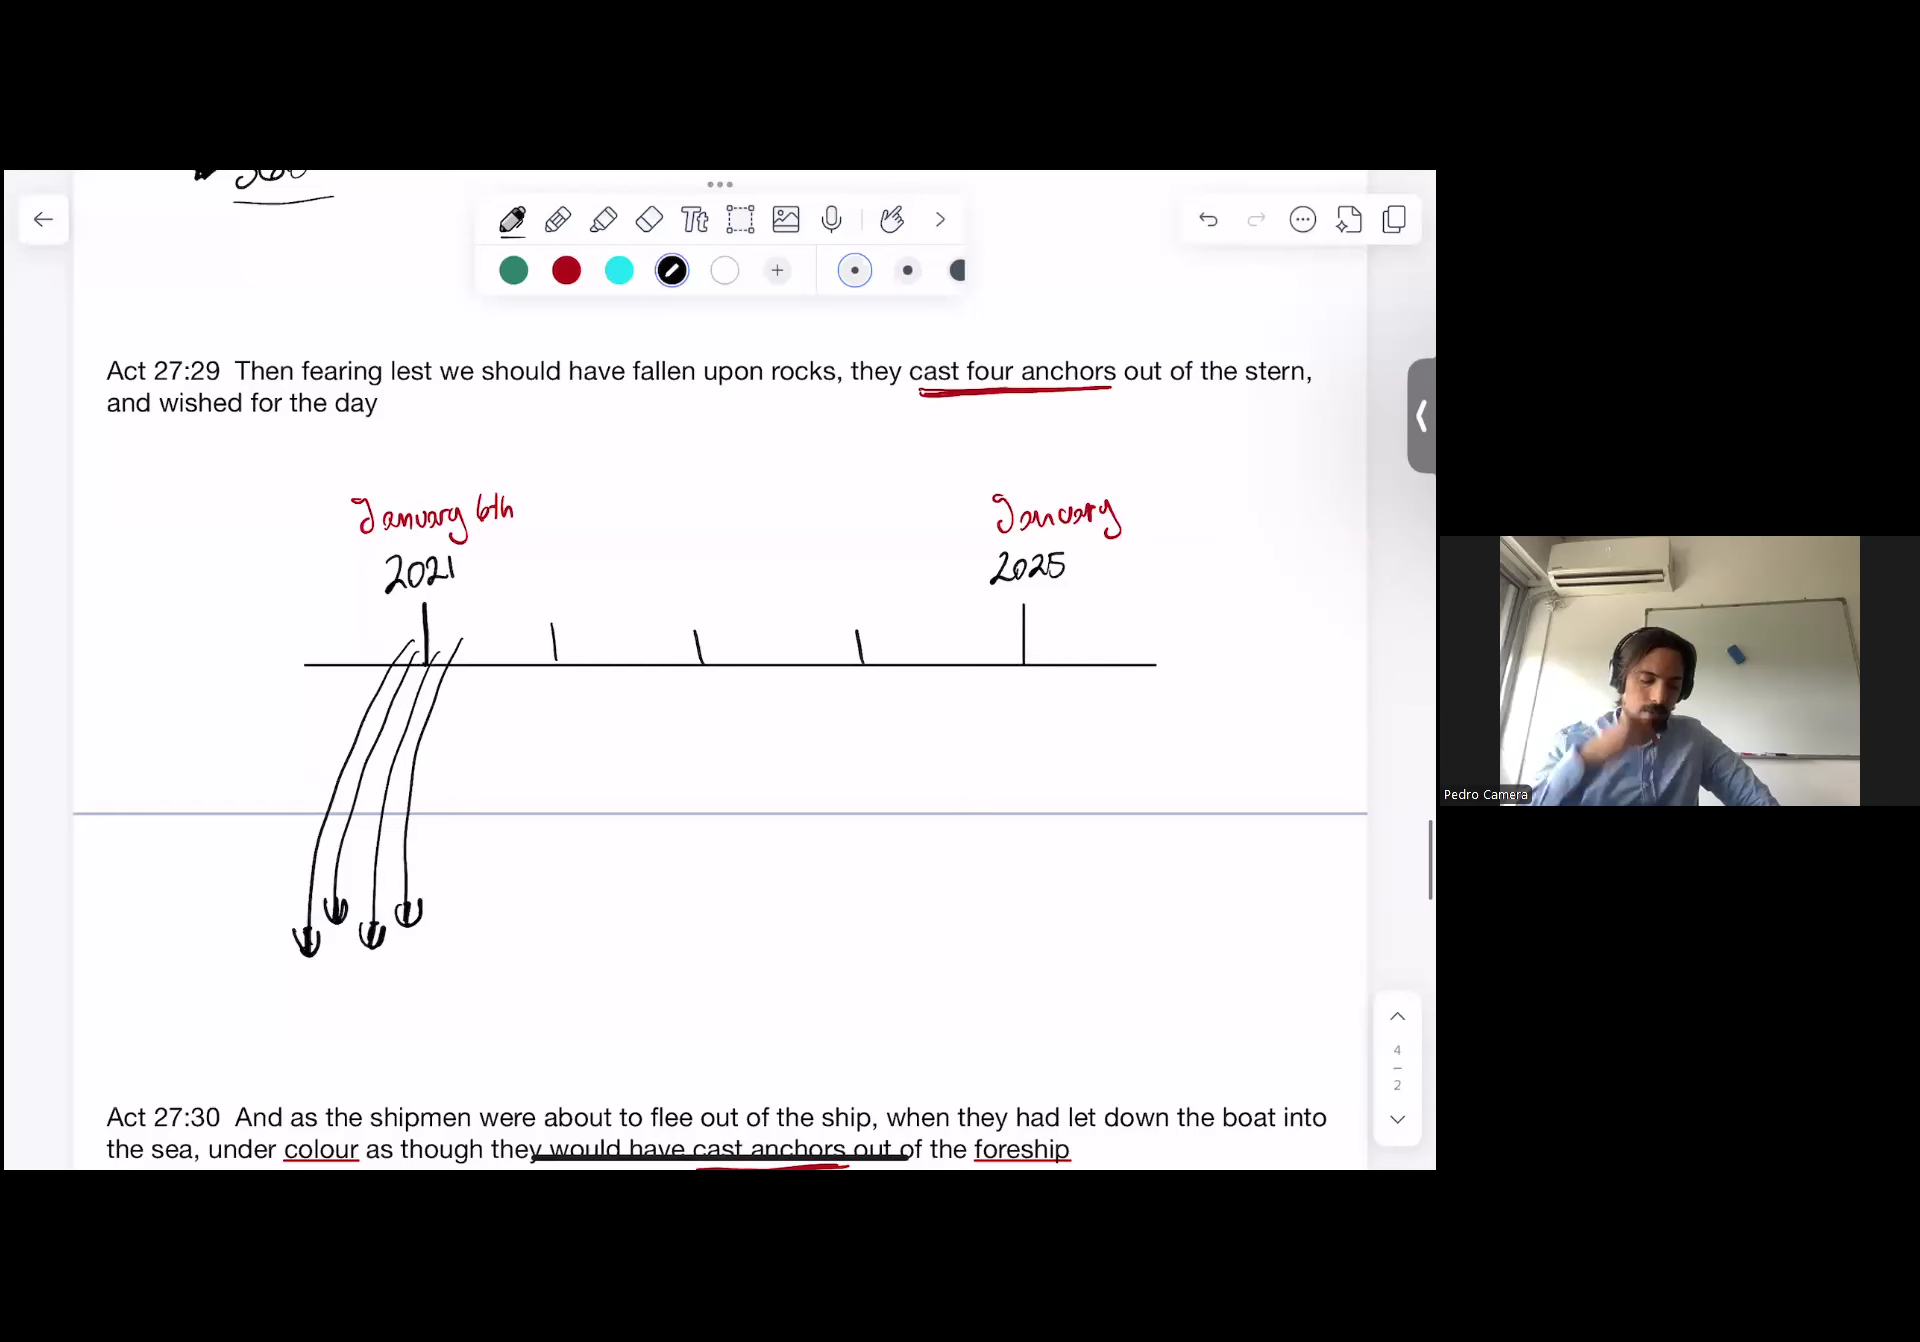 Tt
Act 27:29 Then fearing lest we should have fallen upon rocks, they cast four anchors out of the stern,
and wished for the day
January 6th
January
2021
2025
Pedro Camera
4
2
Act 27:30 And as the shipmen were about to flee out of the ship, when they had let down the boat into
the sea, under colour as though they would have cast anchors out of the foreship